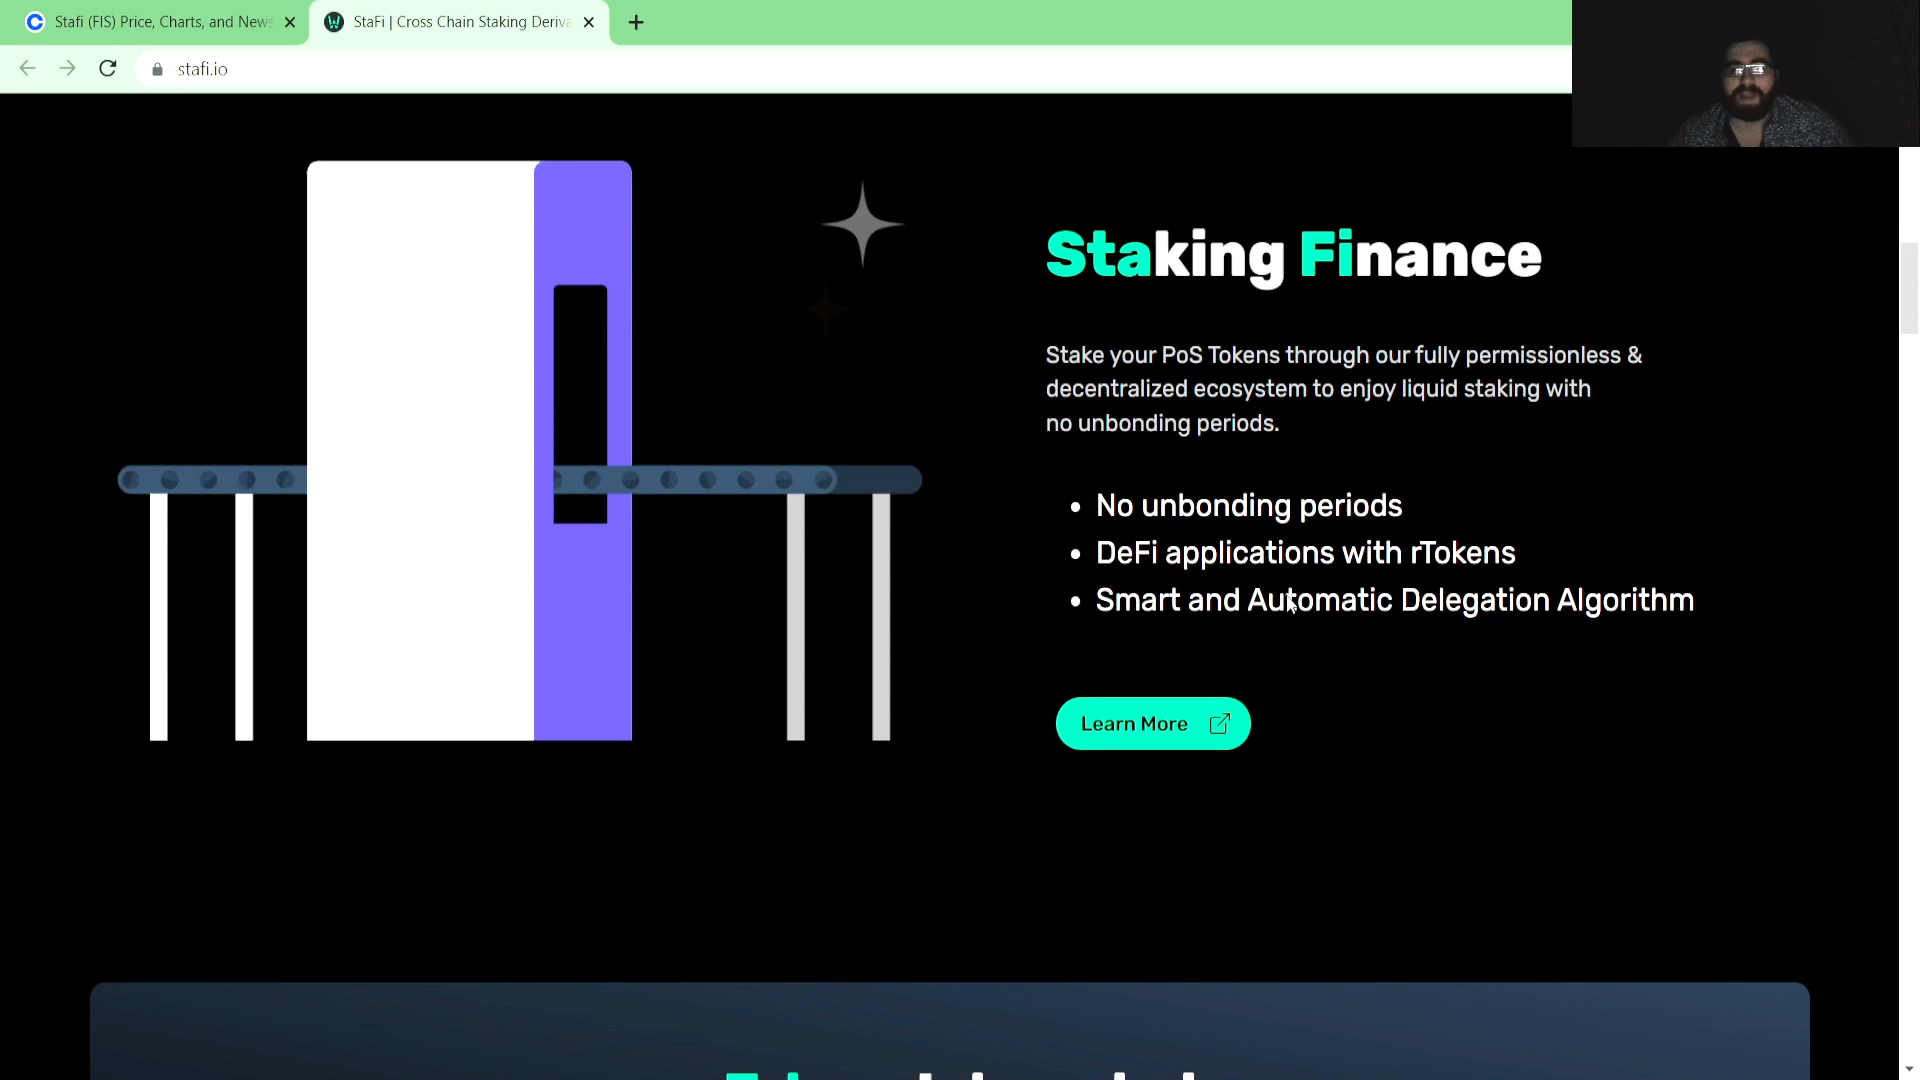 Stafi (FIS) Price, Charts, and News
StaFi | Cross Chain Staking Deriva
stafi.io
Staking Finance
Stake your PoS Tokens through our fully permissionless &
decentralized ecosystem to enjoy liquid staking with
no unbonding periods.
No unbonding periods
DeFi applications with rTokens
Smart and Automatic Delegation Algorithm
Learn More